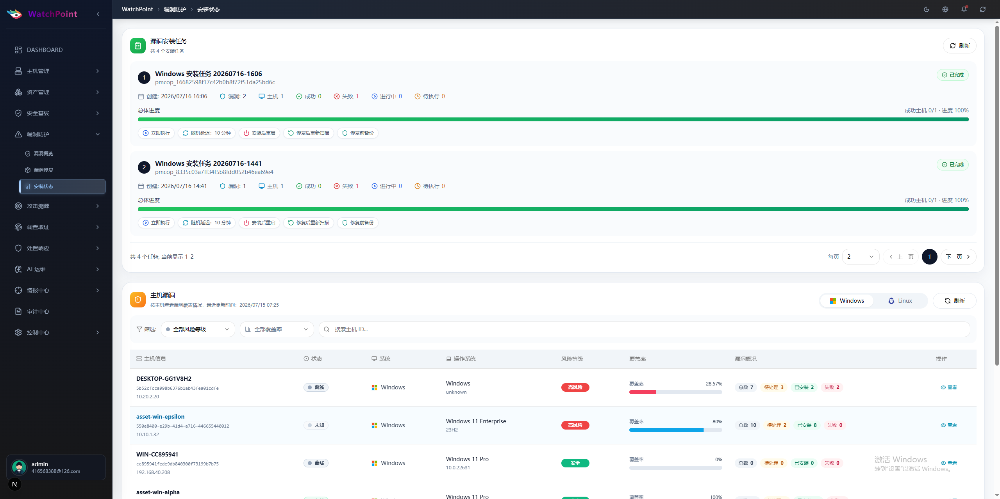 WatchPoint
WatchPoint › 漏洞防护 › 安装状态
DASHBOARD
主机管理
资产管理
安全基线
漏洞防护
漏洞概览
漏洞修复
安装状态
攻击溯源
调查取证
处置响应
AI 运维
情报中心
审计中心
控制中心
admin
416568388@126.com
N
漏洞安装任务
共 4 个安装任务
刷新
1
Windows 安装任务 20260716-1606
pmcop_16682598f17c42b0b8f72f51da25bd6c
已完成
创建: 2026/07/16 16:06 漏洞: 2 主机 1 成功 0 失败 1 进行中 0 待执行 0
总体进度
成功主机 0/1 · 进度 100%
立即执行 随机延迟: 10 分钟 安装后重启 修复后重新扫描 修复前备份
2
Windows 安装任务 20260716-1441
pmcop_8335c03a7ff34f5b8fdd052b46ea69e4
已完成
创建: 2026/07/16 14:41 漏洞: 1 主机 1 成功 0 失败 1 进行中 0 待执行 0
总体进度
成功主机 0/1 · 进度 100%
立即执行 随机延迟: 10 分钟 安装后重启 修复后重新扫描 修复前备份
共 4 个任务, 当前显示 1-2
每页 2 上一页 1 下一页
主机漏洞
按主机查看漏洞覆盖情况，最近更新时间：2026/07/15 07:25
Windows Linux 刷新
筛选: 全部风险等级 全部覆盖率 搜索主机 ID...
主机信息 状态 系统 操作系统 风险等级 覆盖率 漏洞概况 操作
DESKTOP-GG1V8H2
5b52cfcca998b6376b1ab43fea01cdfe
10.20.2.20
离线
Windows
Windows
unknown
高风险
覆盖率 28.57%
总数 7 待处理 3 已安装 2 失败 2
查看
asset-win-epsilon
550e8400-e29b-41d4-a716-446655440012
10.10.1.32
未知
Windows
Windows 11 Enterprise
23H2
高风险
覆盖率 80%
总数 10 待处理 2 已安装 8 失败 0
查看
WIN-CC895941
cc895941fede9db840300f73199b7b75
192.168.40.208
离线
Windows
Windows 11 Pro
10.0.22631
安全
覆盖率 0%
总数 0 待处理 0 已安装 0 失败 0
查看
激活 Windows
转到"设置"以激活 Windows。
asset-win-alpha
Windows 11 Pro
覆盖率 100%